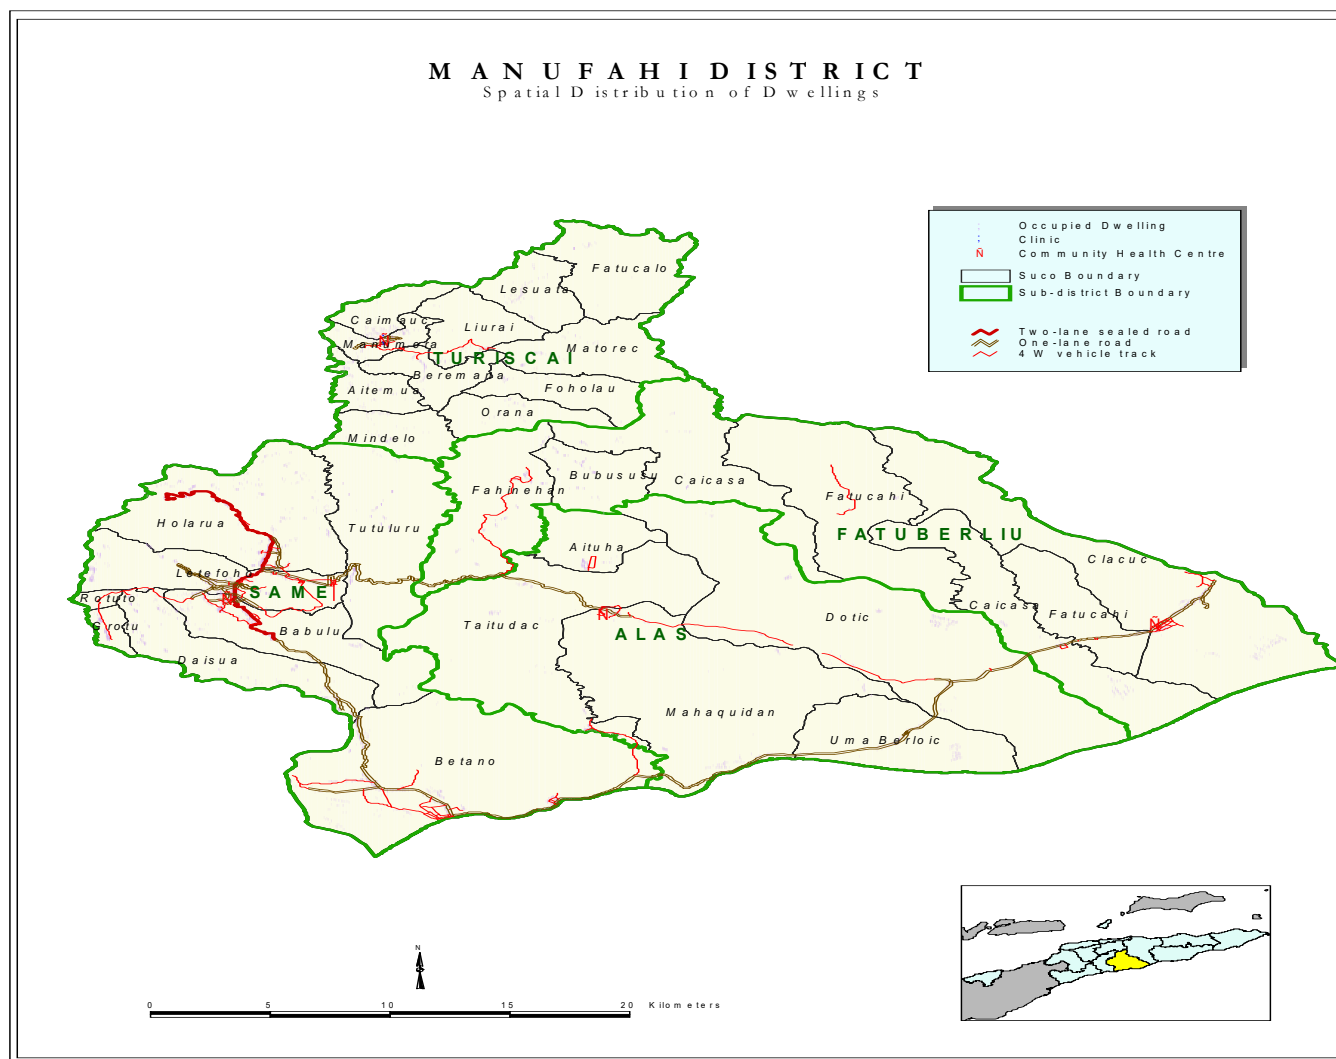 MANUFAHI DISTRICT
Spatial Distribution of Dwellings
Occupied Dwelling
Clinic
Ñ Community Health Centre
Suco Boundary
Sub-district Boundary
Two-lane sealed road
One-lane road
4 W vehicle track
Fatucalo
Lesuata
Caimauc
Liurai
Manumera
Ñ
Matorec
TURISCAI
Beremana
Aitemua
Foholau
Orana
Mindelo
Bubususu
Caicasa
Fahinehan
Fatucahi
Holarua
Tutuluru
FATUBERLIU
Aituha
Clacuc
Letefoho
SAME
Rotuto
Ñ
Grotu
Babulu
Taitudac
Ñ
ALAS
Dotic
Caicasa
Fatucahi
Ñ
Daisua
Mahaquidan
Uma Berloic
Betano
N
0 5 10 15 20 Kilometers